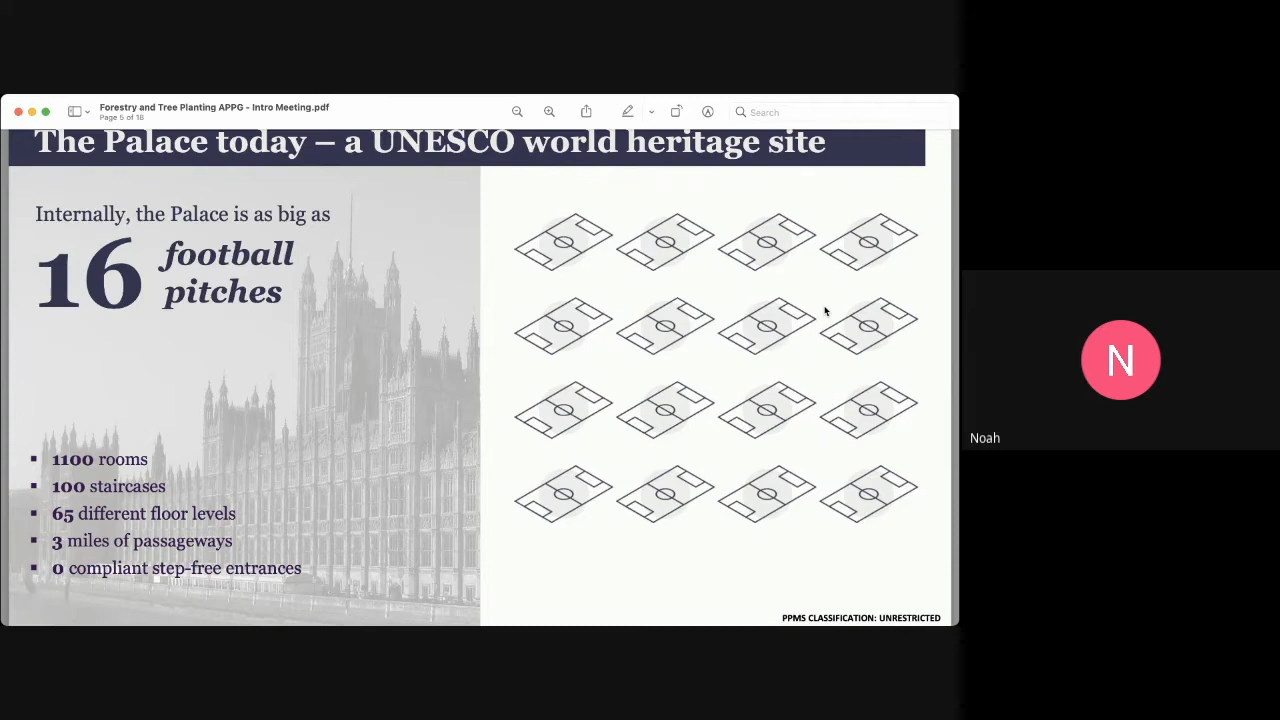 Forestry and Tree Planting APPG - Intro Meeting.pdf
Page 5 of 18
Search
The Palace today – a UNESCO world heritage site
Internally, the Palace is as big as
16 football
pitches
1100 rooms
100 staircases
65 different floor levels
3 miles of passageways
0 compliant step-free entrances
PPMS CLASSIFICATION: UNRESTRICTED
N
Noah